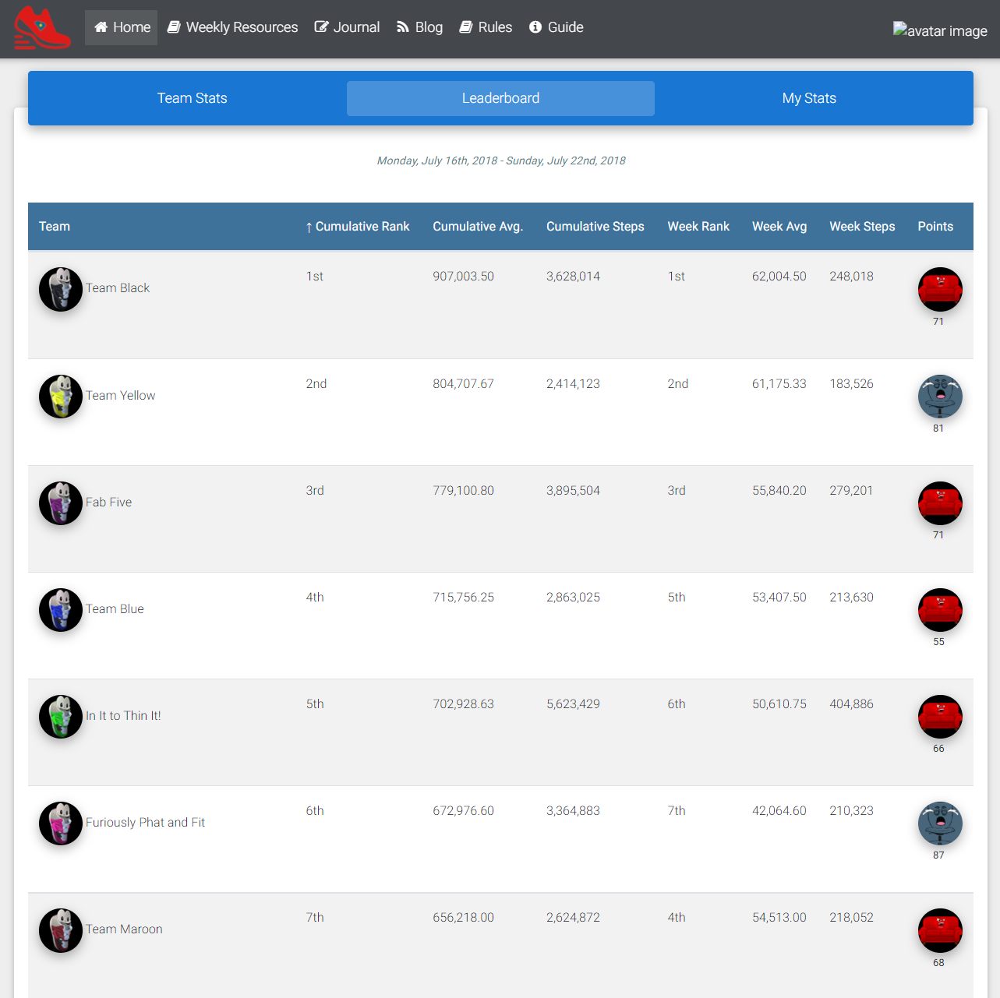 Home Weekly Resources Journal Blog Rules Guide avatar image
Team Stats Leaderboard My Stats
Monday, July 16th, 2018 - Sunday, July 22nd, 2018
Team ↑ Cumulative Rank Cumulative Avg. Cumulative Steps Week Rank Week Avg Week Steps Points
Team Black 1st 907,003.50 3,628,014 1st 62,004.50 248,018 71
Team Yellow 2nd 804,707.67 2,414,123 2nd 61,175.33 183,526 81
Fab Five 3rd 779,100.80 3,895,504 3rd 55,840.20 279,201 71
Team Blue 4th 715,756.25 2,863,025 5th 53,407.50 213,630 55
In It to Thin It! 5th 702,928.63 5,623,429 6th 50,610.75 404,886 66
Furiously Phat and Fit 6th 672,976.60 3,364,883 7th 42,064.60 210,323 87
Team Maroon 7th 656,218.00 2,624,872 4th 54,513.00 218,052 68